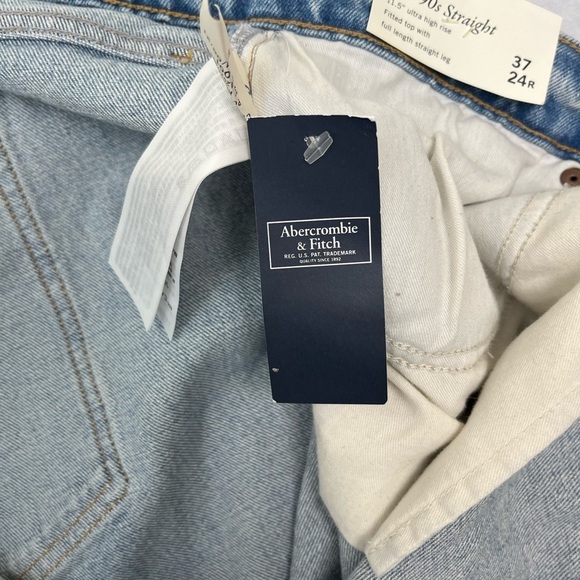 90s Straight
11.5" ultra high rise
Fitted top with
full length straight leg
37
24R
Abercrombie
& Fitch
REG. U.S. PAT. TRADEMARK
QUALITY SINCE 1892